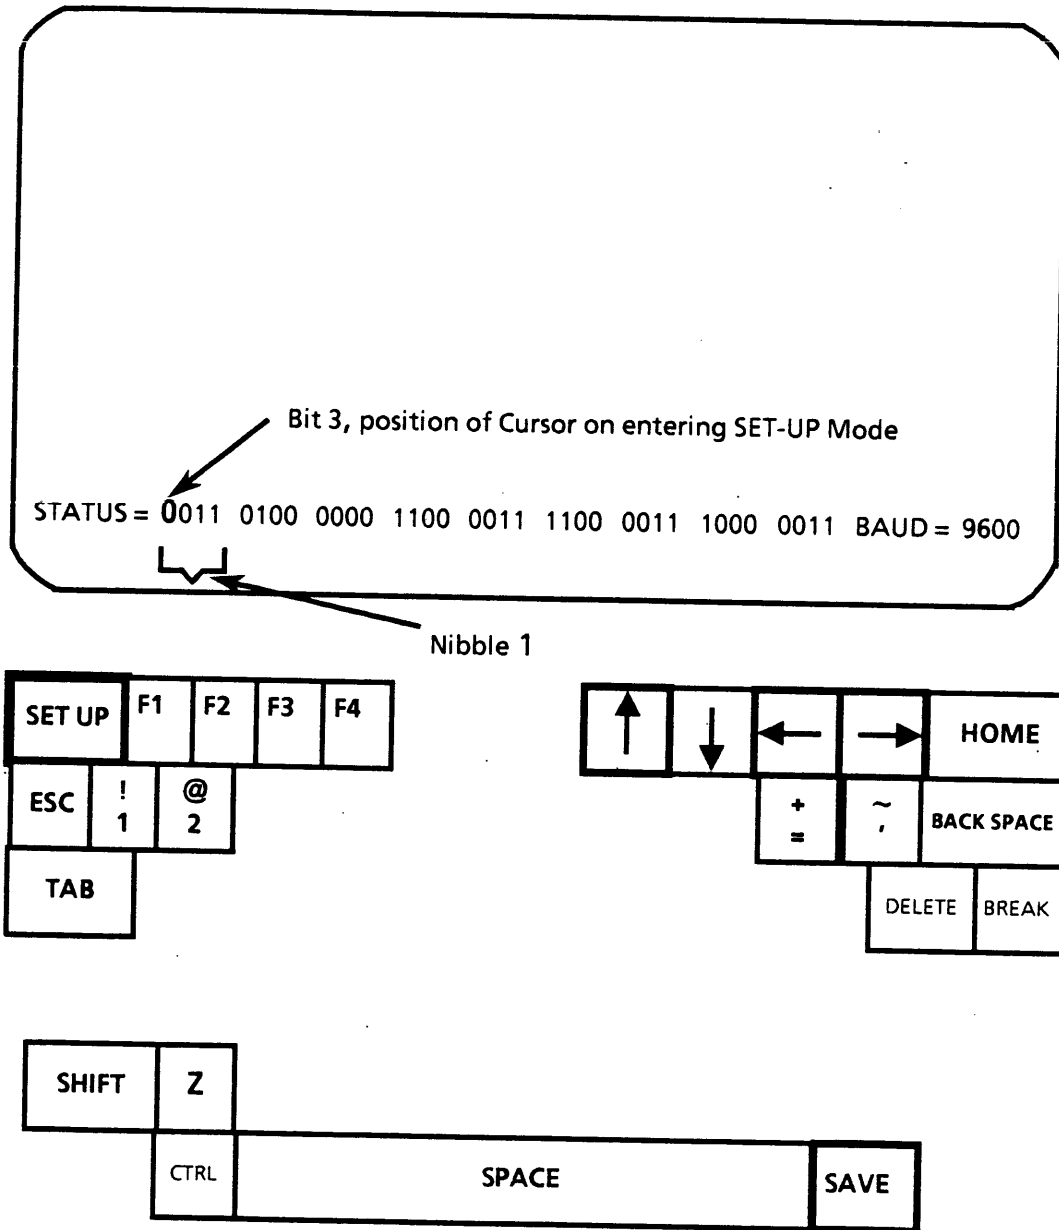 Bit 3, position of Cursor on entering SET-UP Mode
STATUS = 0011 0100 0000 1100 0011 1100 0011 1000 0011 BAUD = 9600
Nibble 1
SET UP F1 F2 F3 F4
HOME
ESC ! 1 @ 2
+ = ~ ' BACK SPACE
TAB
DELETE BREAK
SHIFT Z
CTRL SPACE SAVE